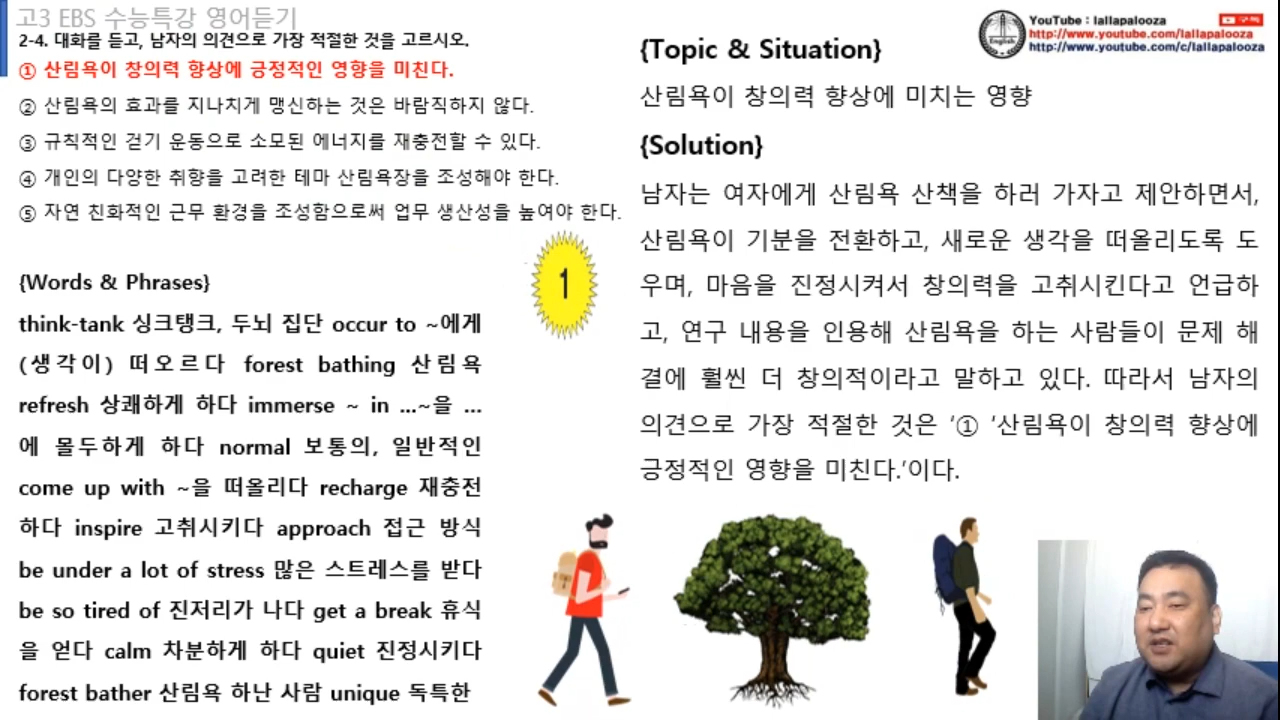 고3 EBS 수능특강 영어듣기
2-4. 대화를 듣고, 남자의 의견으로 가장 적절한 것을 고르시오.
① 산림욕이 창의력 향상에 긍정적인 영향을 미친다.
② 산림욕의 효과를 지나치게 맹신하는 것은 바람직하지 않다.
③ 규칙적인 걷기 운동으로 소모된 에너지를 재충전할 수 있다.
④ 개인의 다양한 취향을 고려한 테마 산림욕장을 조성해야 한다.
⑤ 자연 친화적인 근무 환경을 조성함으로써 업무 생산성을 높여야 한다.
{Words & Phrases}
think-tank 싱크탱크, 두뇌 집단 occur to ~에게
(생각이) 떠오르다 forest bathing 산림욕
refresh 상쾌하게 하다 immerse ~ in ...~을 ...
에 몰두하게 하다 normal 보통의, 일반적인
come up with ~을 떠올리다 recharge 재충전
하다 inspire 고취시키다 approach 접근 방식
be under a lot of stress 많은 스트레스를 받다
be so tired of 진저리가 나다 get a break 휴식
을 얻다 calm 차분하게 하다 quiet 진정시키다
forest bather 산림욕 하난 사람 unique 독특한
1
{Topic & Situation}
산림욕이 창의력 향상에 미치는 영향
{Solution}
남자는 여자에게 산림욕 산책을 하러 가자고 제안하면서,
산림욕이 기분을 전환하고, 새로운 생각을 떠올리도록 도
우며, 마음을 진정시켜서 창의력을 고취시킨다고 언급하
고, 연구 내용을 인용해 산림욕을 하는 사람들이 문제 해
결에 훨씬 더 창의적이라고 말하고 있다. 따라서 남자의
의견으로 가장 적절한 것은 ‘① ‘산림욕이 창의력 향상에
긍정적인 영향을 미친다.’이다.
English
YouTube : lallapalooza
구독
http://www.youtube.com/lallapalooza
http://www.youtube.com/c/lallapalooza